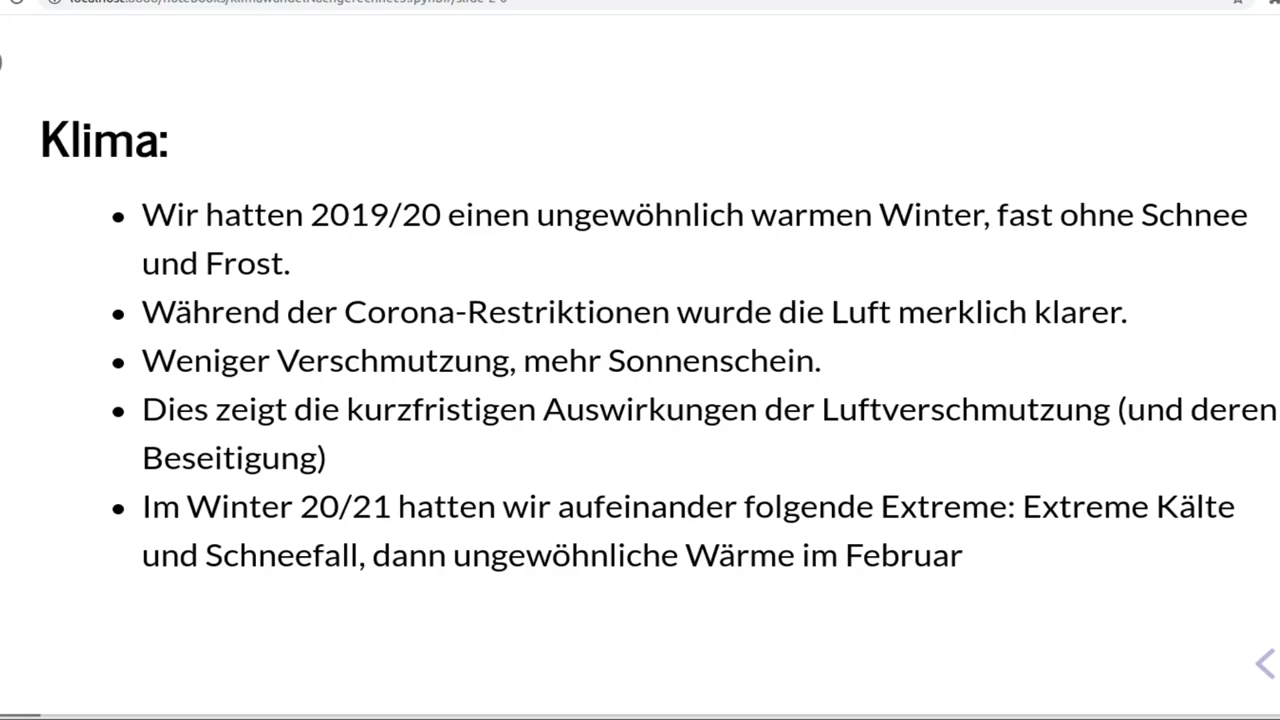 Klima:
Wir hatten 2019/20 einen ungewöhnlich warmen Winter, fast ohne Schnee
und Frost.
Während der Corona-Restriktionen wurde die Luft merklich klarer.
Weniger Verschmutzung, mehr Sonnenschein.
Dies zeigt die kurzfristigen Auswirkungen der Luftverschmutzung (und deren
Beseitigung)
Im Winter 20/21 hatten wir aufeinander folgende Extreme: Extreme Kälte
und Schneefall, dann ungewöhnliche Wärme im Februar